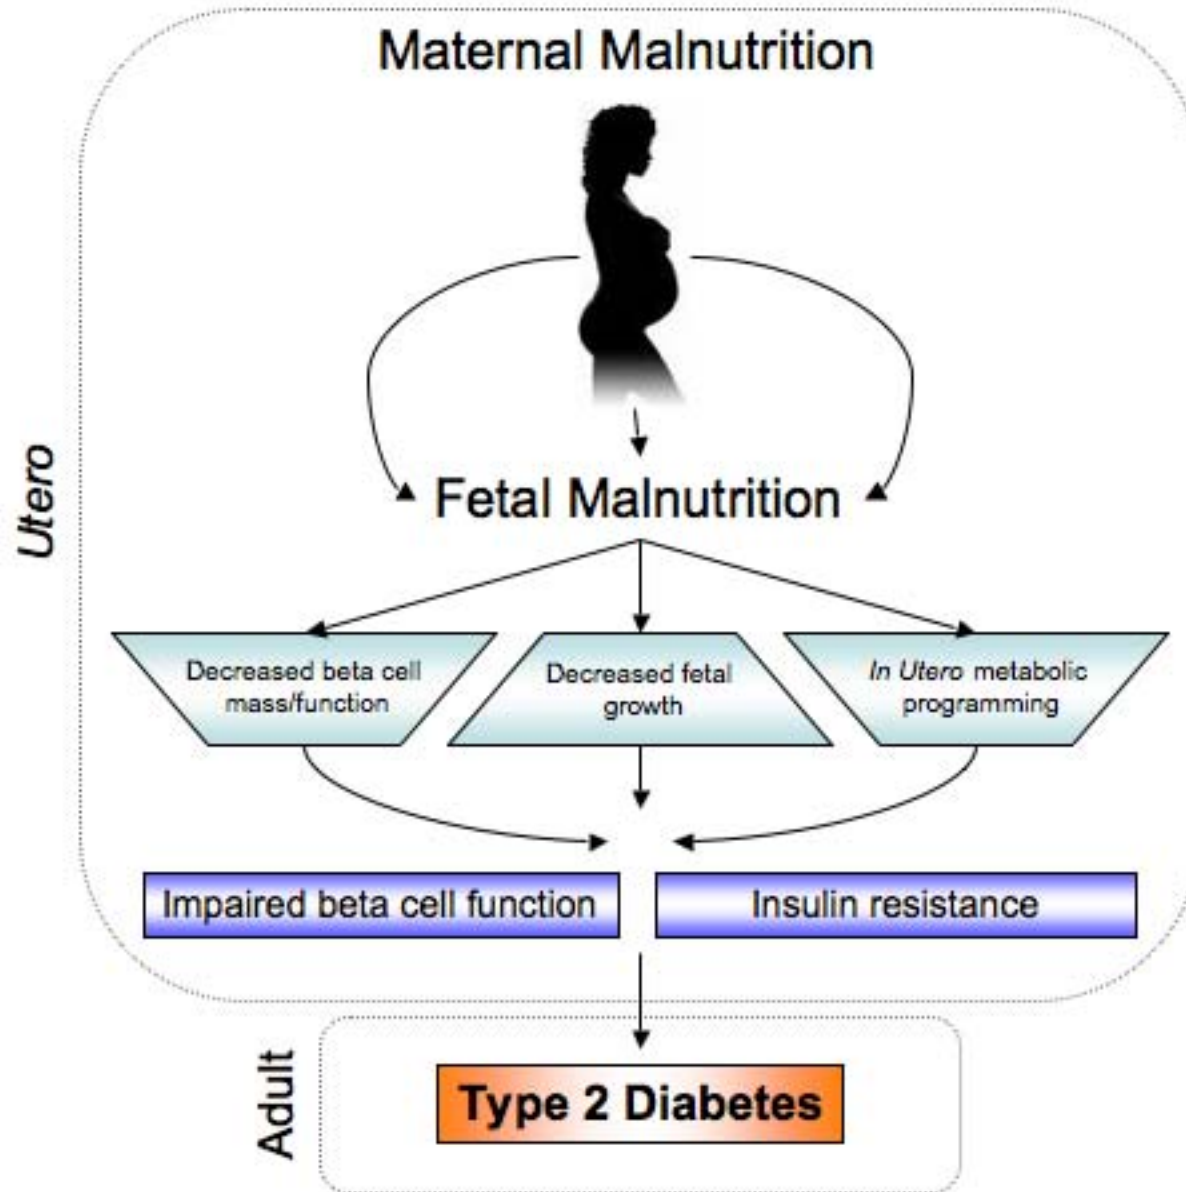 Maternal Malnutrition
Utero
Fetal Malnutrition
Decreased beta cell
mass/function
Decreased fetal
growth
In Utero metabolic
programming
Impaired beta cell function
Insulin resistance
Adult
Type 2 Diabetes